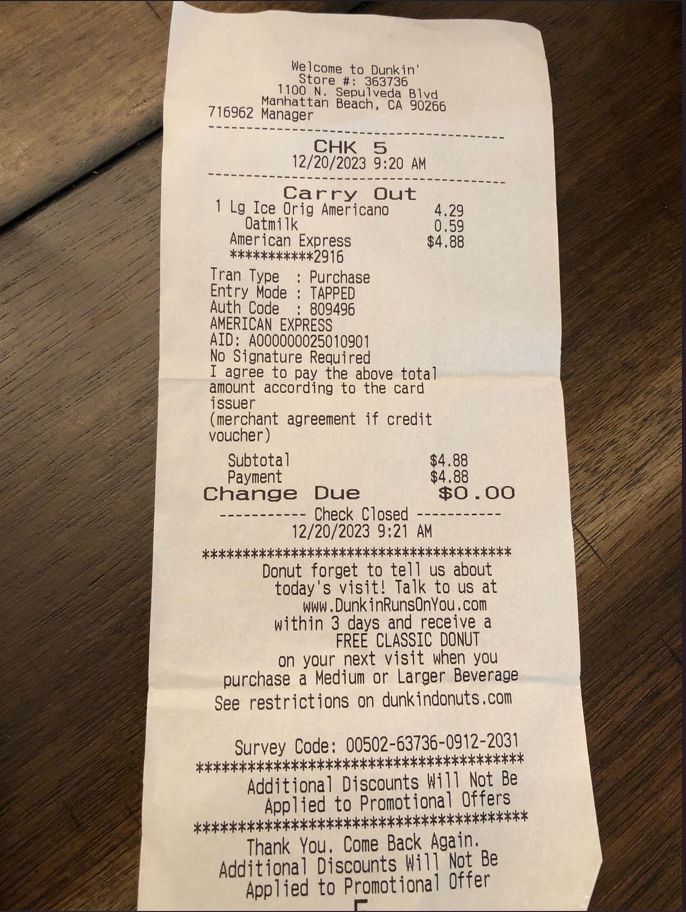 Welcome to Dunkin'
Store #: 363736
1100 N. Sepulveda Blvd
Manhattan Beach, CA 90266
716962 Manager
CHK 5
12/20/2023 9:20 AM
Carry Out
1 Lg Ice Orig Americano 4.29
Oatmilk 0.59
American Express $4.88
***********2916
Tran Type : Purchase
Entry Mode : TAPPED
Auth Code : 809496
AMERICAN EXPRESS
AID: A000000025010901
No Signature Required
I agree to pay the above total
amount according to the card
issuer
(merchant agreement if credit
voucher)
Subtotal $4.88
Payment $4.88
Change Due $0.00
----------- Check Closed -----------
12/20/2023 9:21 AM
****************************************
Donut forget to tell us about
today's visit! Talk to us at
www.DunkinRunsOnYou.com
within 3 days and receive a
FREE CLASSIC DONUT
on your next visit when you
purchase a Medium or Larger Beverage
See restrictions on dunkindonuts.com
Survey Code: 00502-63736-0912-2031
****************************************
Additional Discounts Will Not Be
Applied to Promotional Offers
****************************************
Thank You. Come Back Again.
Additional Discounts Will Not Be
Applied to Promotional Offer